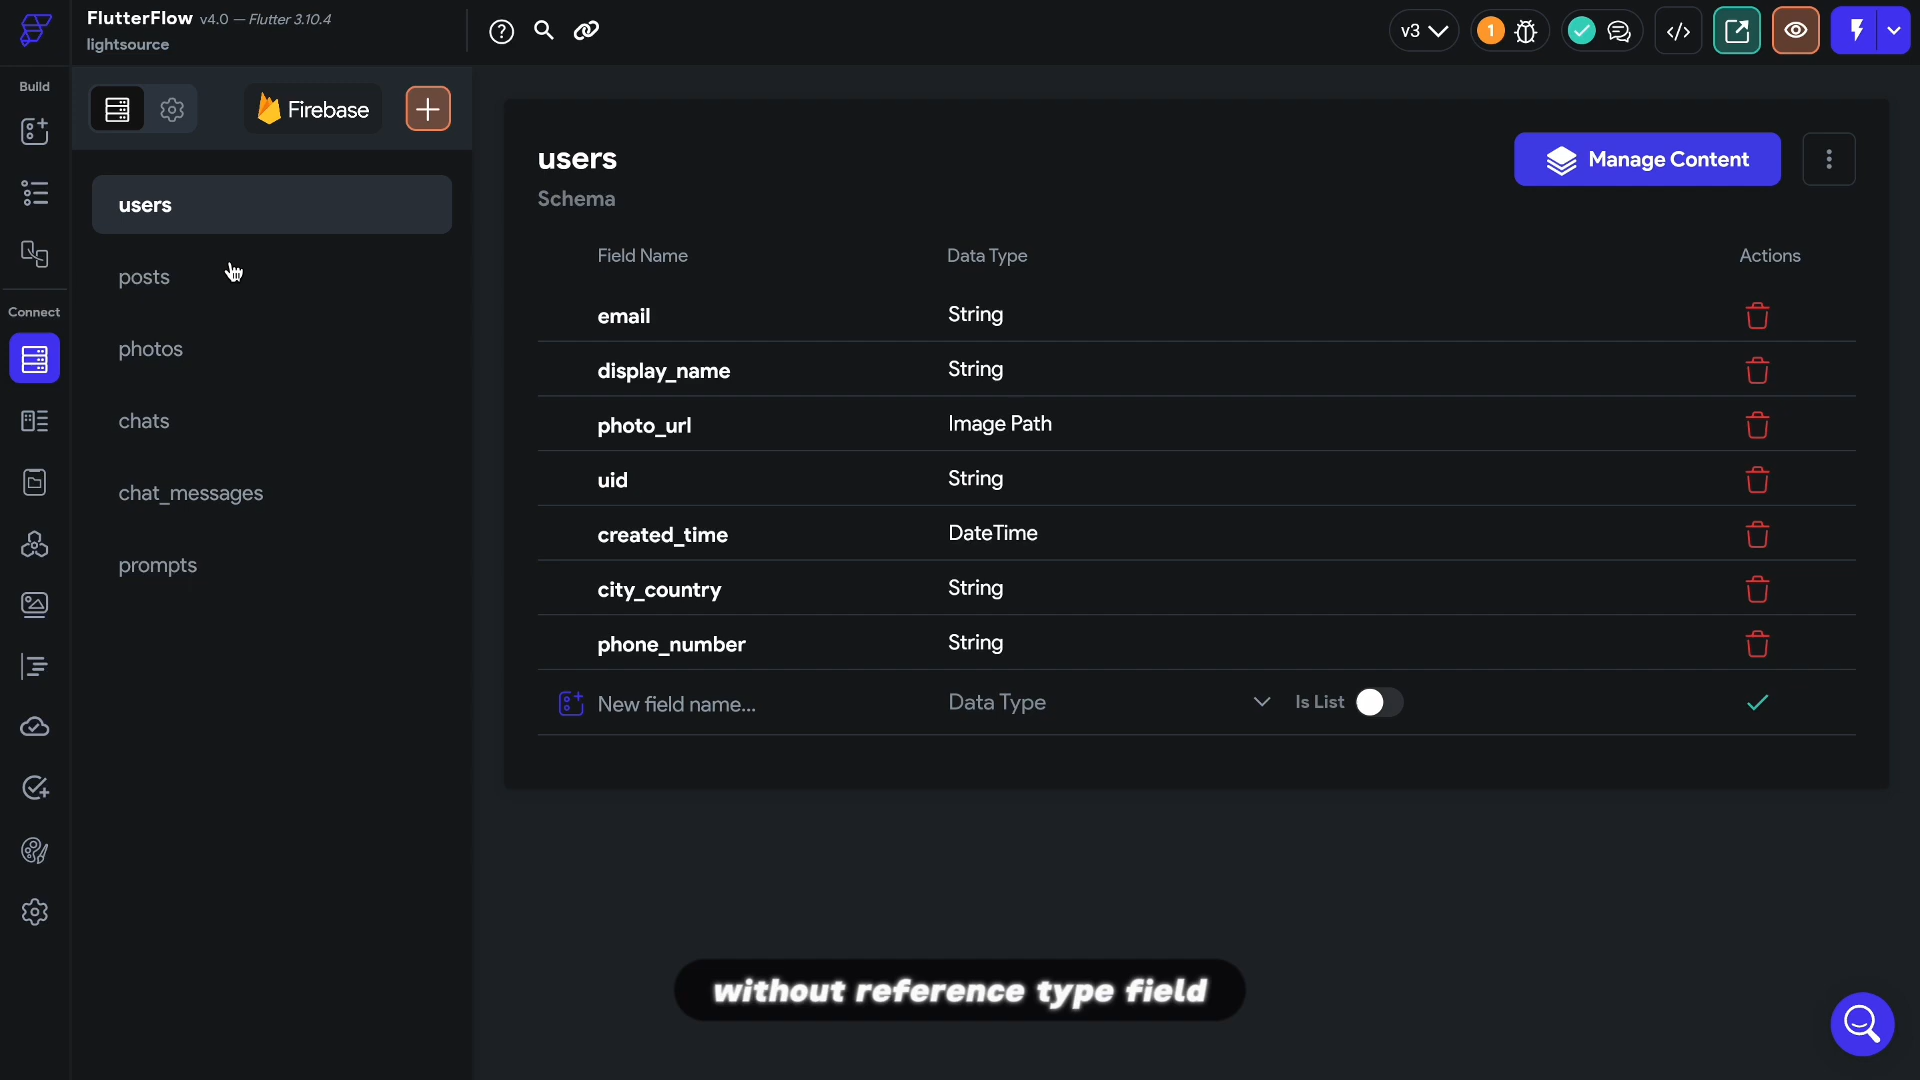 FlutterFlow v4.0 — Flutter 3.10.4
lightsource
v3
1
Build
Connect
Firebase
users
posts
photos
chats
chat_messages
prompts
users
Schema
Manage Content
Field Name Data Type Actions
email String
display_name String
photo_url Image Path
uid String
created_time DateTime
city_country String
phone_number String
New field name... Data Type Is List
without reference type field